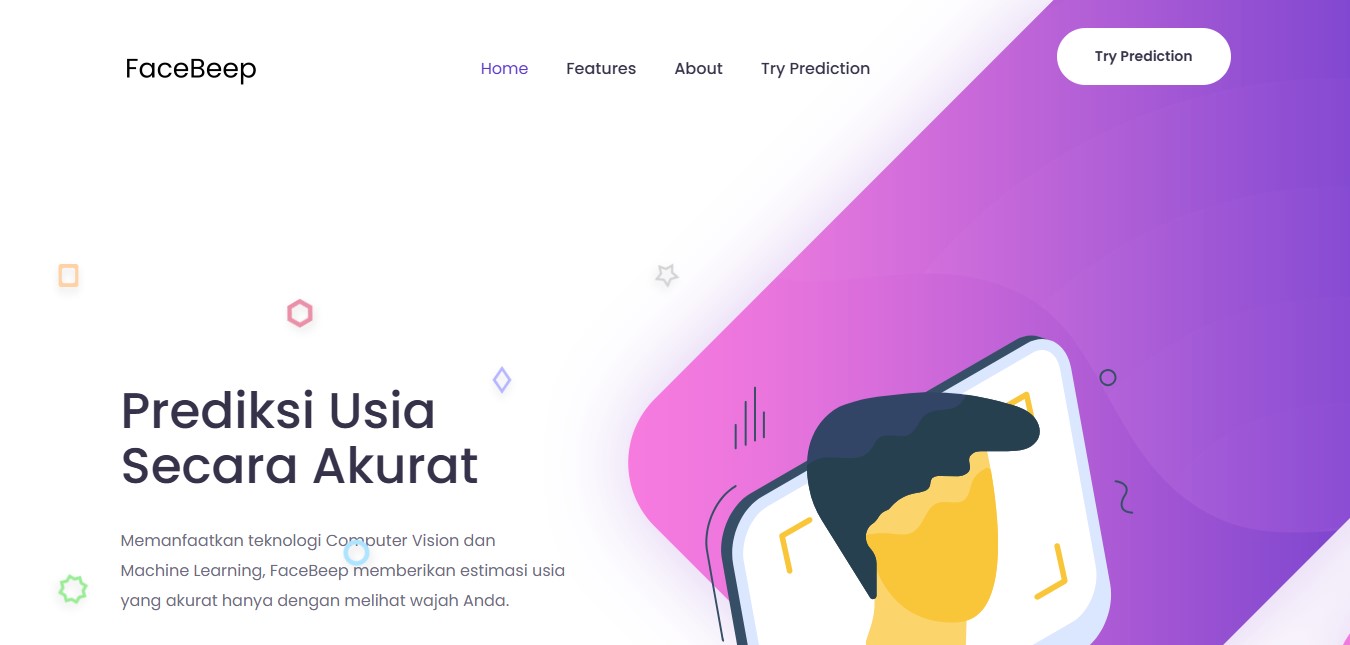 FaceBeep
Home Features About Try Prediction
Try Prediction
Prediksi Usia
Secara Akurat
Memanfaatkan teknologi Computer Vision dan
Machine Learning, FaceBeep memberikan estimasi usia
yang akurat hanya dengan melihat wajah Anda.